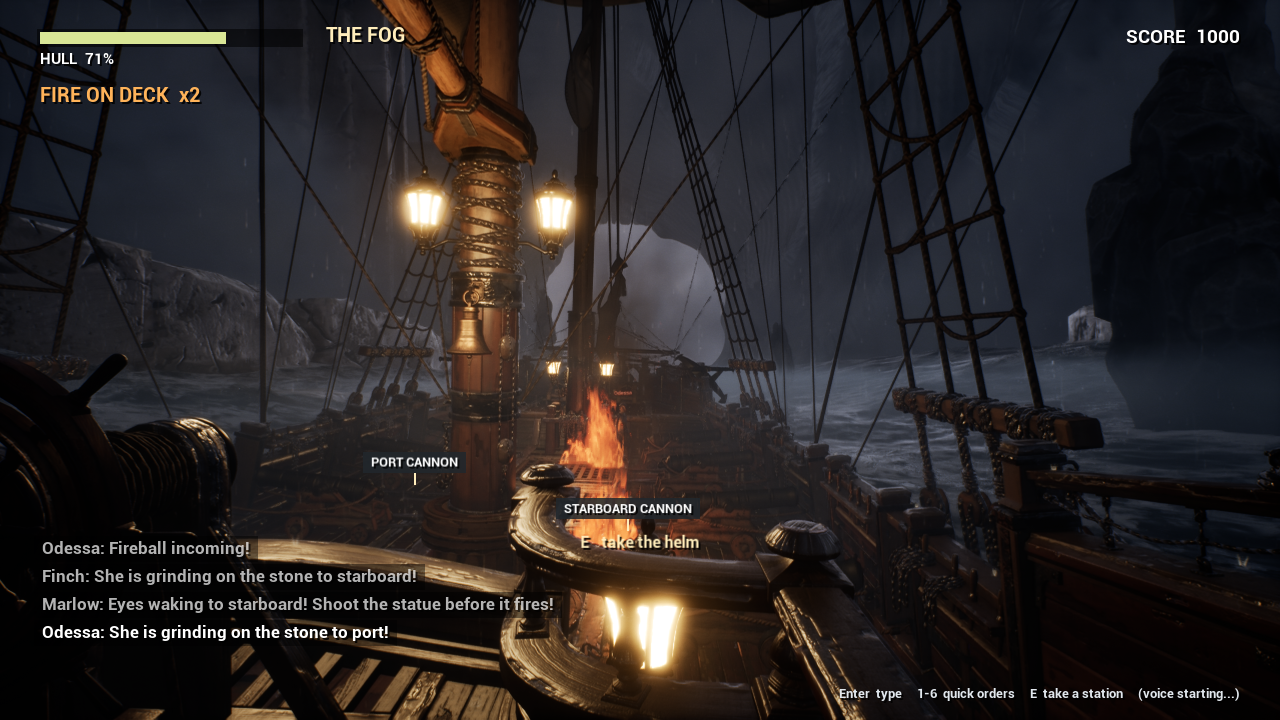 HULL 71%
FIRE ON DECK x2
THE FOG
SCORE 1000
PORT CANNON
STARBOARD CANNON
E take the helm
Odessa: Fireball incoming!
Finch: She is grinding on the stone to starboard!
Marlow: Eyes waking to starboard! Shoot the statue before it fires!
Odessa: She is grinding on the stone to port!
Enter type 1-6 quick orders E take a station (voice starting...)